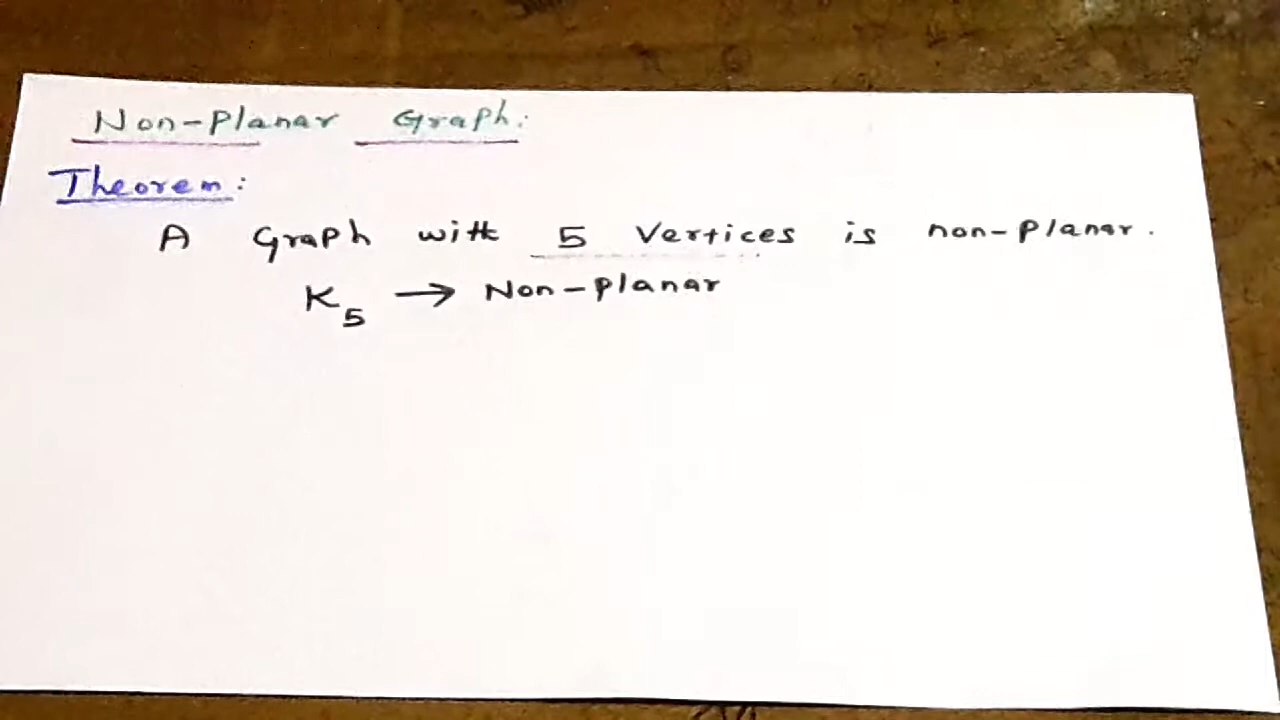 Non-Planar Graph:
Theorem:
A Graph with 5 Vertices is non-planar.
K₅ → Non-planar